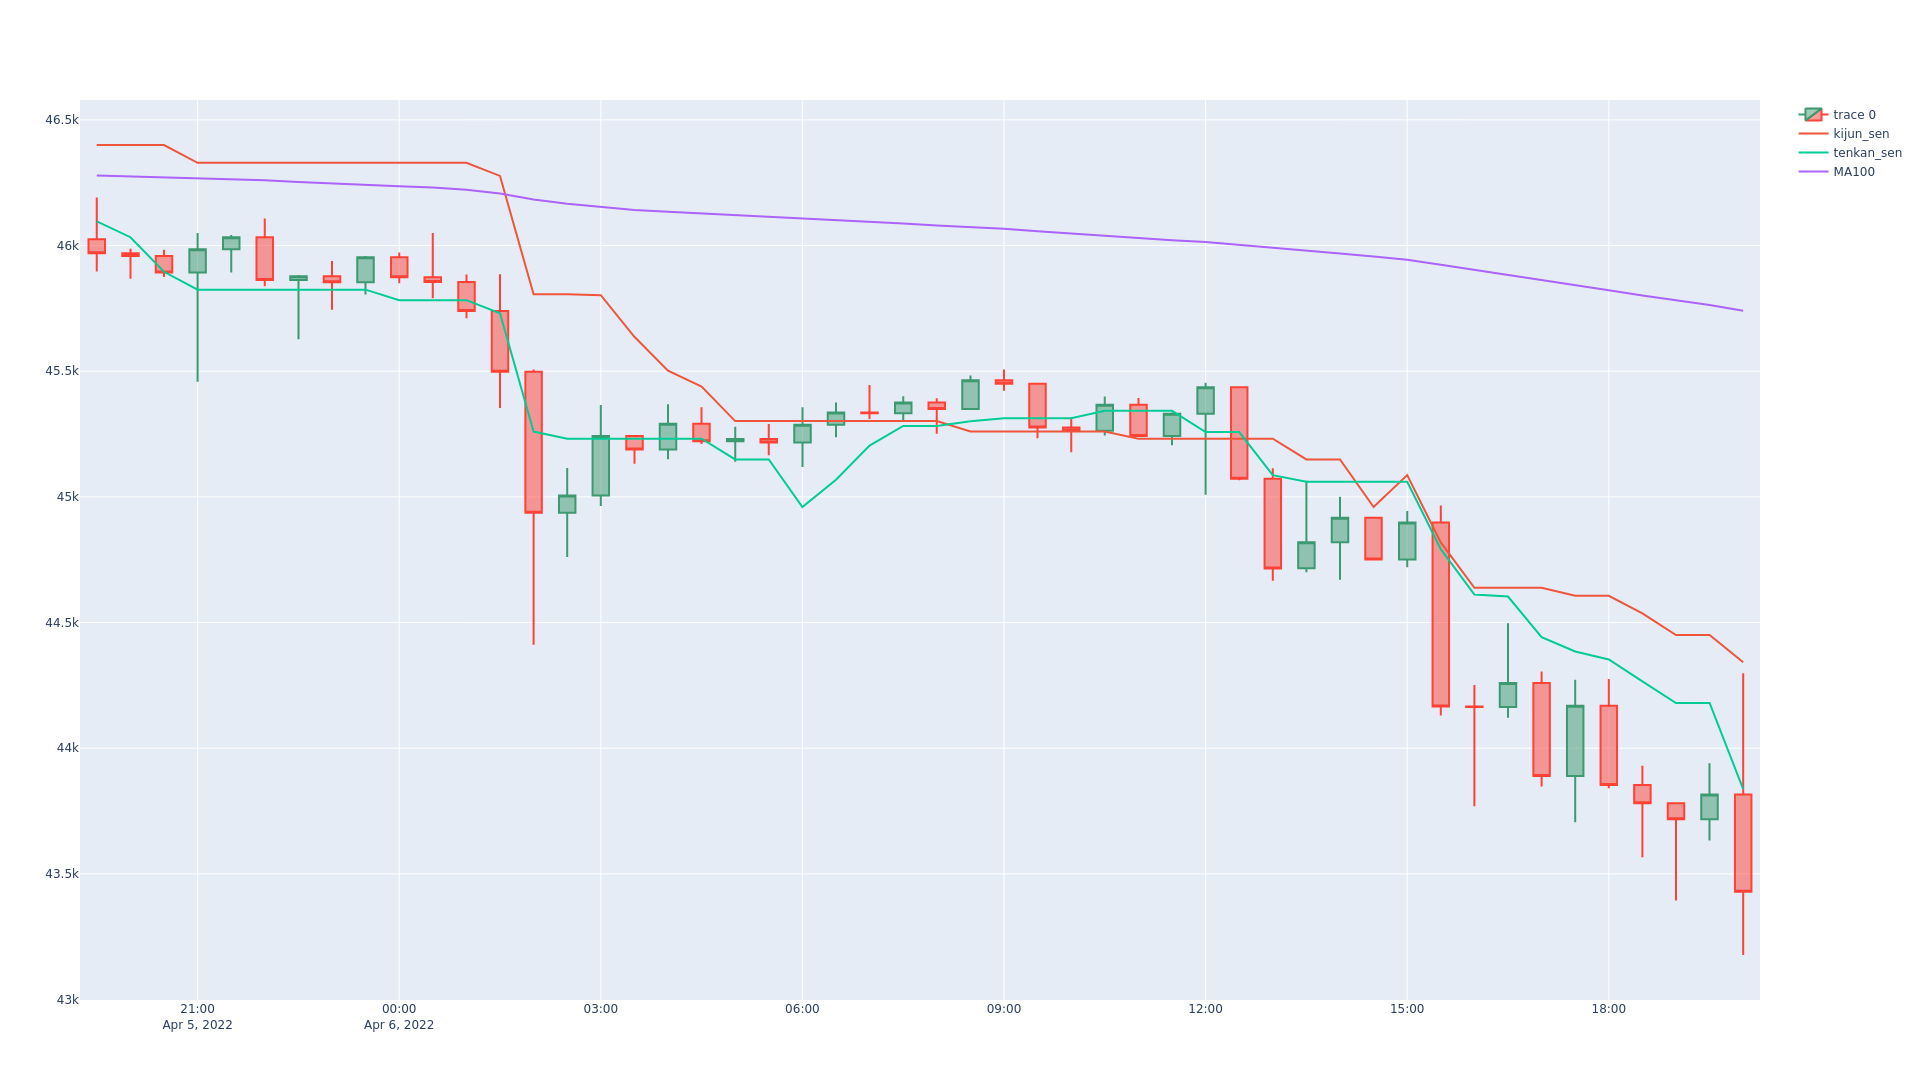 46.5k
46k
45.5k
45k
44.5k
44k
43.5k
43k
21:00
Apr 5, 2022
00:00
Apr 6, 2022
03:00
06:00
09:00
12:00
15:00
18:00
trace 0
kijun_sen
tenkan_sen
MA100